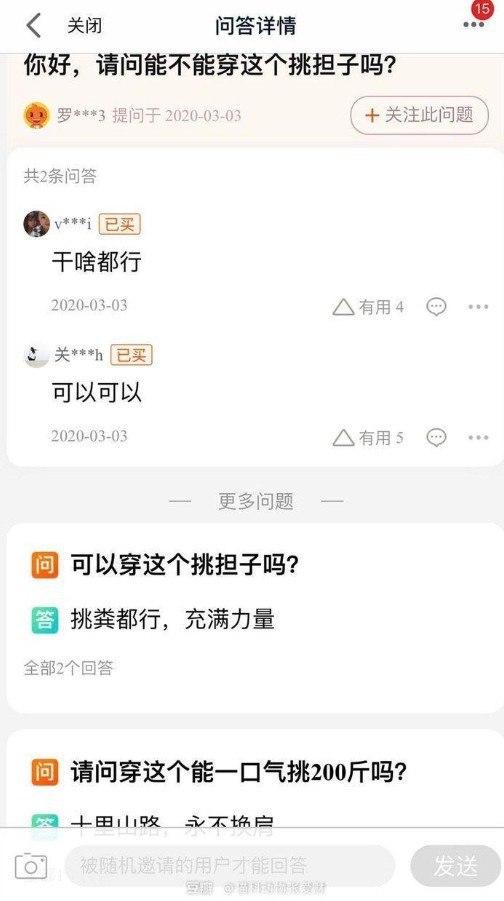 15
关闭
问答详情
你好，请问能不能穿这个挑担子吗？
罗***3 提问于 2020-03-03
+ 关注此问题
共2条问答
v***i 已买
干啥都行
2020-03-03
有用 4
关***h 已买
可以可以
2020-03-03
有用 5
更多问题
问 可以穿这个挑担子吗？
答 挑粪都行，充满力量
全部2个回答
问 请问穿这个能一口气挑200斤吗？
答 十里山路，永不换肩
被随机邀请的用户才能回答
发送
豆瓣